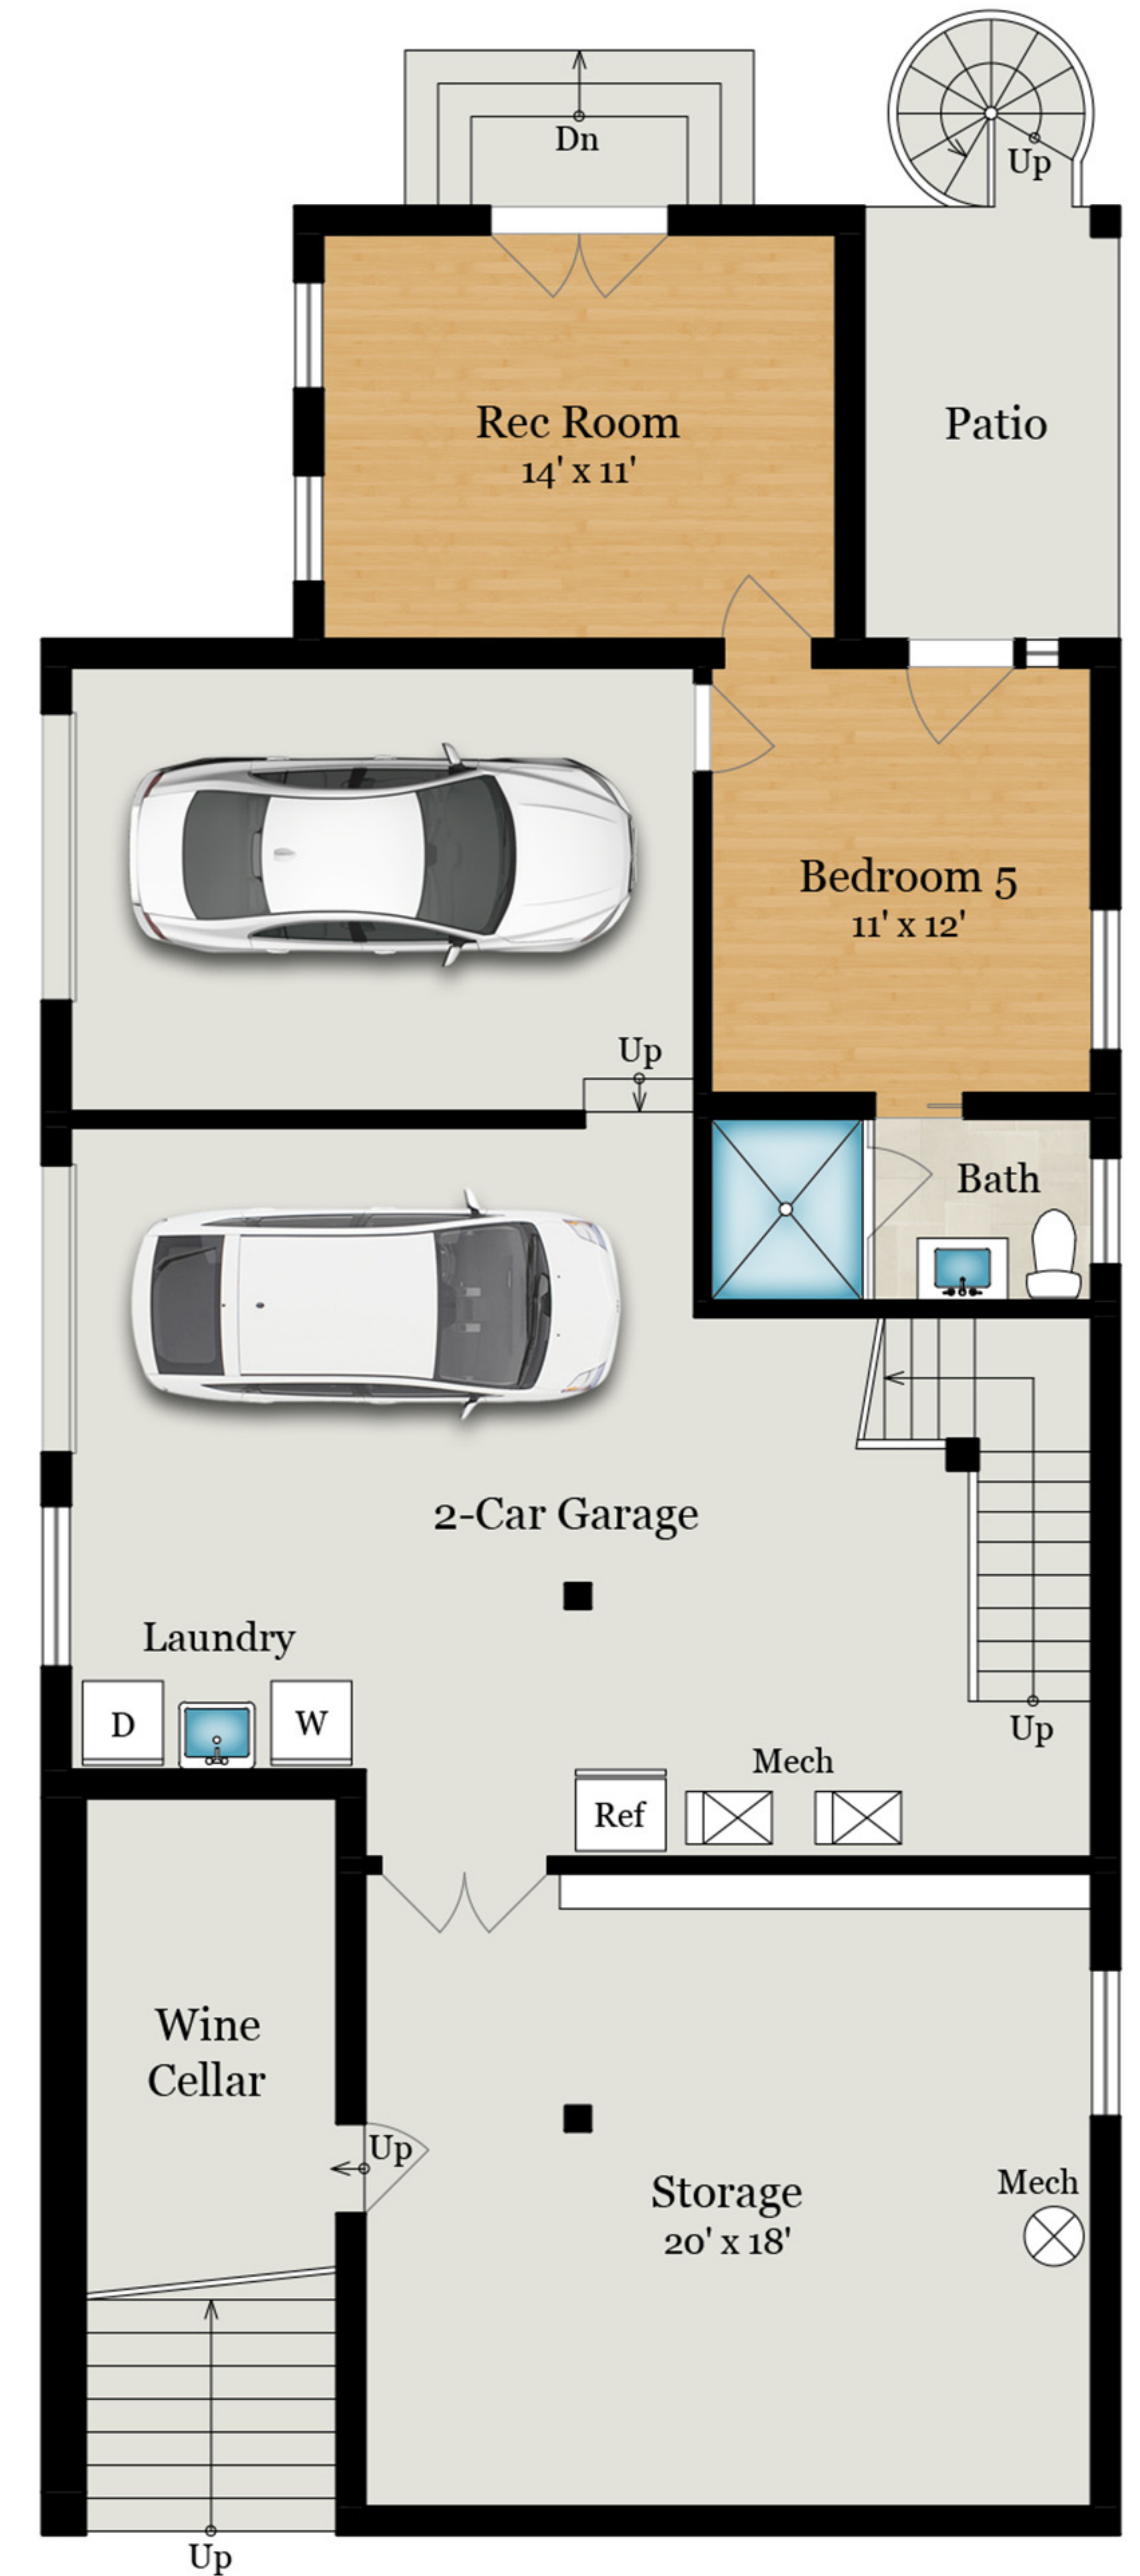 Dn
Up
Rec Room
14' x 11'
Patio
Bedroom 5
11' x 12'
Up
Bath
2-Car Garage
Laundry
D
W
Up
Mech
Ref
Wine
Cellar
Up
Storage
20' x 18'
Mech
Up